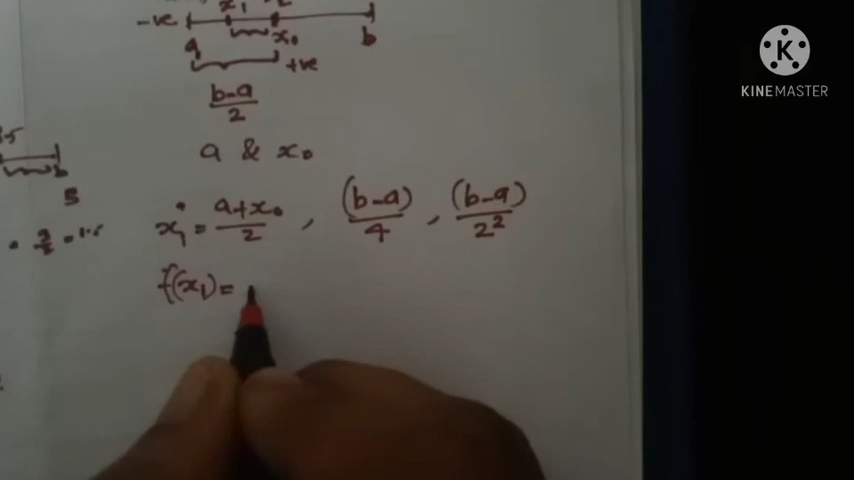 -ve x₁
a x₀ b
+ve
(b-a)/2
a & x₀
b
5
x₁ = (a+x₀)/2 , (b-a)/4 , (b-a)/2²
f(x₁) =
K
KINEMASTER